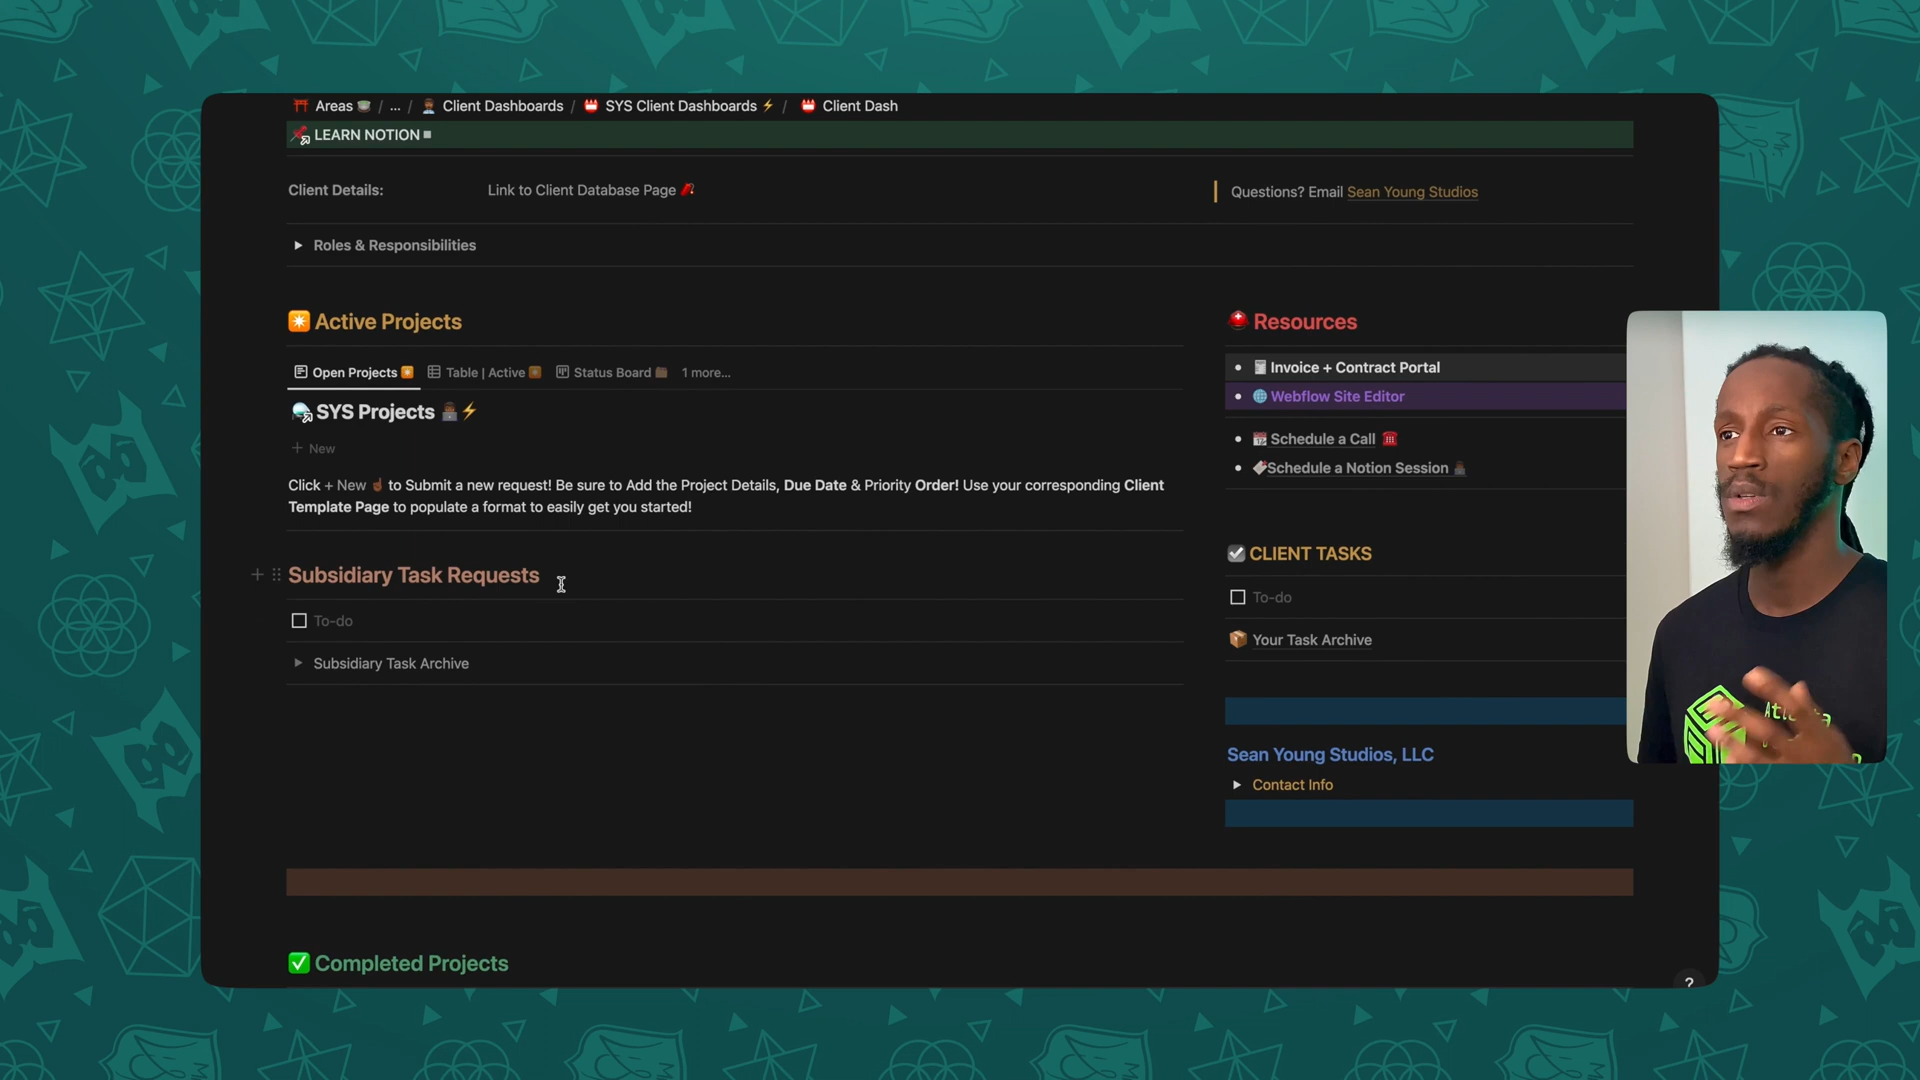 Areas / ... / Client Dashboards / SYS Client Dashboards / Client Dash
LEARN NOTION
Client Details: Link to Client Database Page
Questions? Email Sean Young Studios
Roles & Responsibilities
Active Projects
Open Projects Table | Active Status Board 1 more...
SYS Projects
+ New
Click + New to Submit a new request! Be sure to Add the Project Details, Due Date & Priority Order! Use your corresponding Client
Template Page to populate a format to easily get you started!
Subsidiary Task Requests
To-do
Subsidiary Task Archive
Resources
Invoice + Contract Portal
Webflow Site Editor
Schedule a Call
Schedule a Notion Session
CLIENT TASKS
To-do
Your Task Archive
Sean Young Studios, LLC
Contact Info
Completed Projects
?